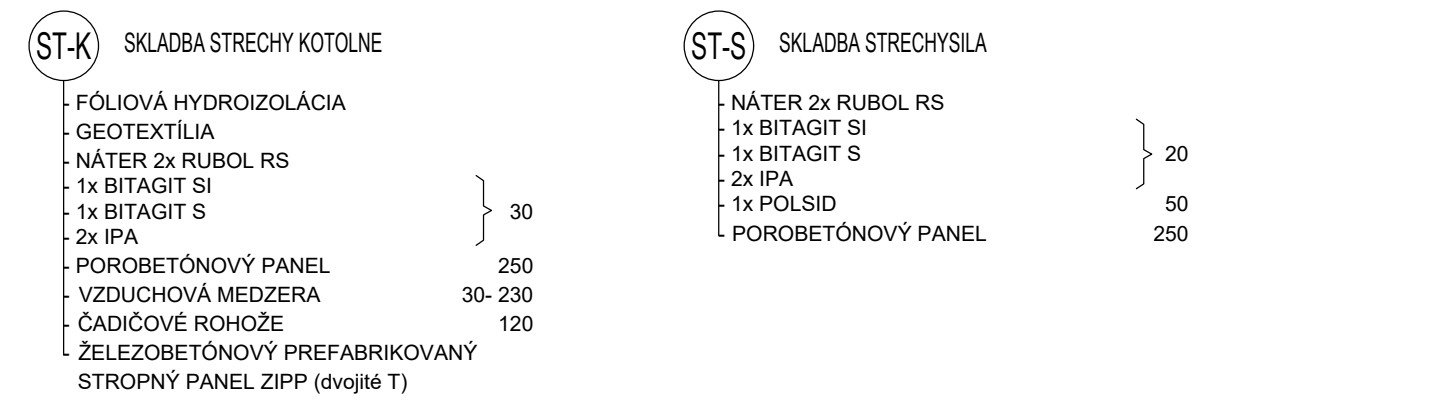 ST-K SKLADBA STRECHY KOTOLNE
- FÓLIOVÁ HYDROIZOLÁCIA
- GEOTEXTÍLIA
- NÁTER 2x RUBOL RS
- 1x BITAGIT SI
- 1x BITAGIT S 30
- 2x IPA
- POROBETÓNOVÝ PANEL 250
- VZDUCHOVÁ MEDZERA 30- 230
- ČADIČOVÉ ROHOŽE 120
- ŽELEZOBETÓNOVÝ PREFABRIKOVANÝ
STROPNÝ PANEL ZIPP (dvojité T)
ST-S SKLADBA STRECHYSILA
- NÁTER 2x RUBOL RS
- 1x BITAGIT SI
- 1x BITAGIT S 20
- 2x IPA
- 1x POLSID 50
- POROBETÓNOVÝ PANEL 250